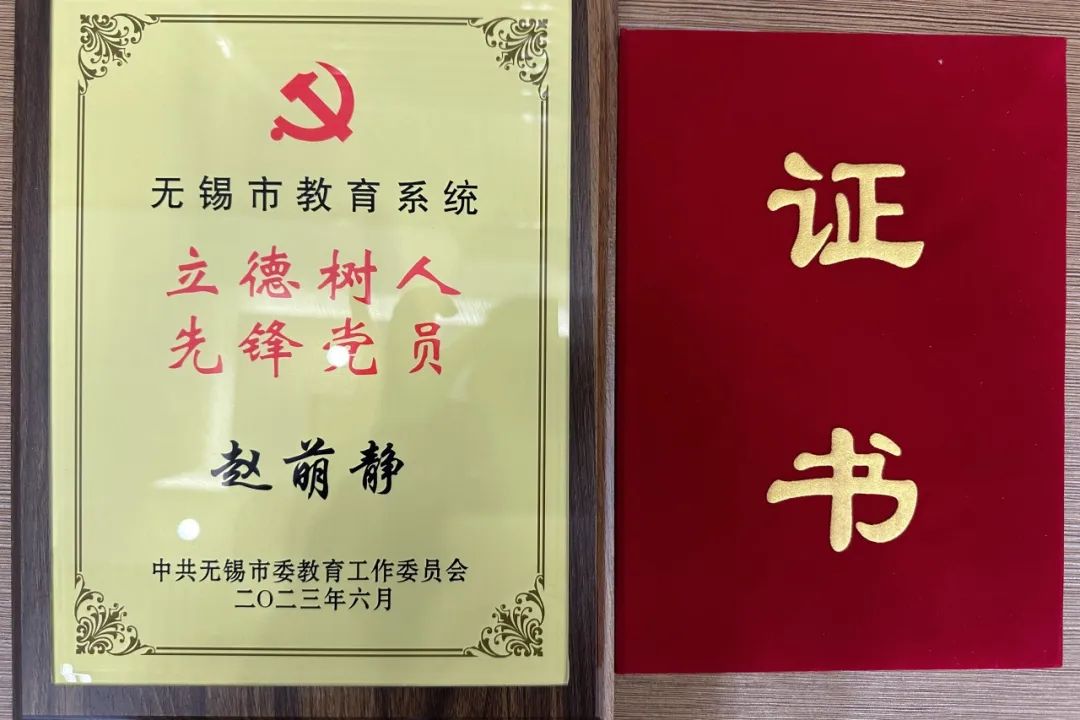 无锡市教育系统
立德树人
先锋党员
赵萌静
中共无锡市委教育工作委员会
二〇二三年六月
证
书